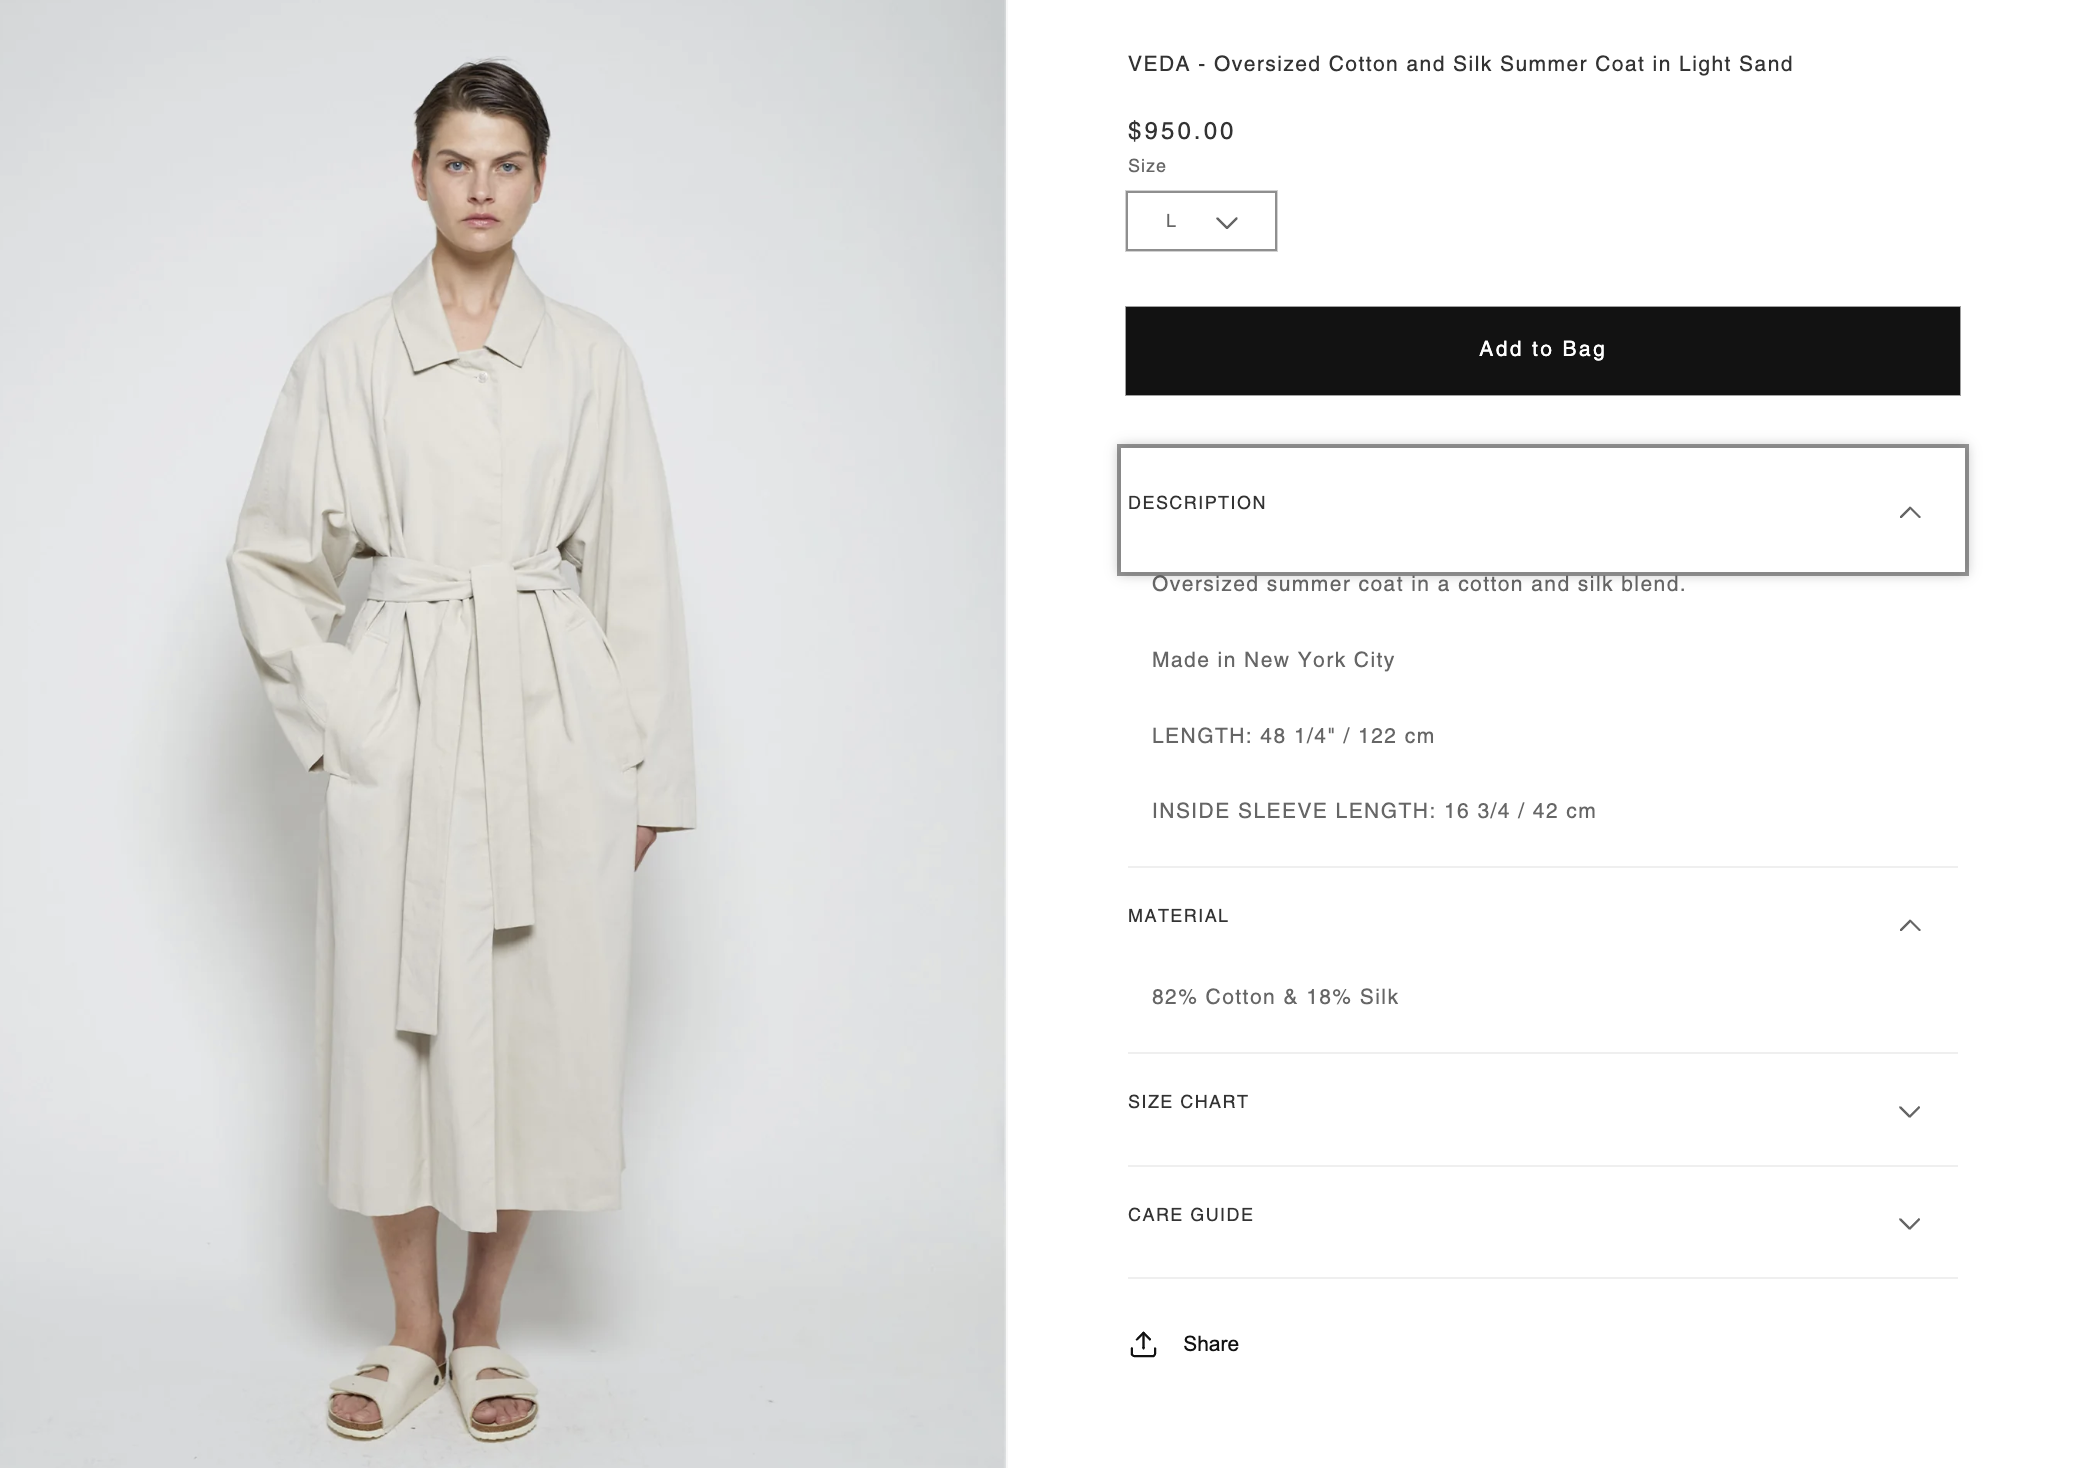 VEDA - Oversized Cotton and Silk Summer Coat in Light Sand
$950.00
Size
L
Add to Bag
DESCRIPTION
Oversized summer coat in a cotton and silk blend.
Made in New York City
LENGTH: 48 1/4" / 122 cm
INSIDE SLEEVE LENGTH: 16 3/4 / 42 cm
MATERIAL
82% Cotton & 18% Silk
SIZE CHART
CARE GUIDE
Share